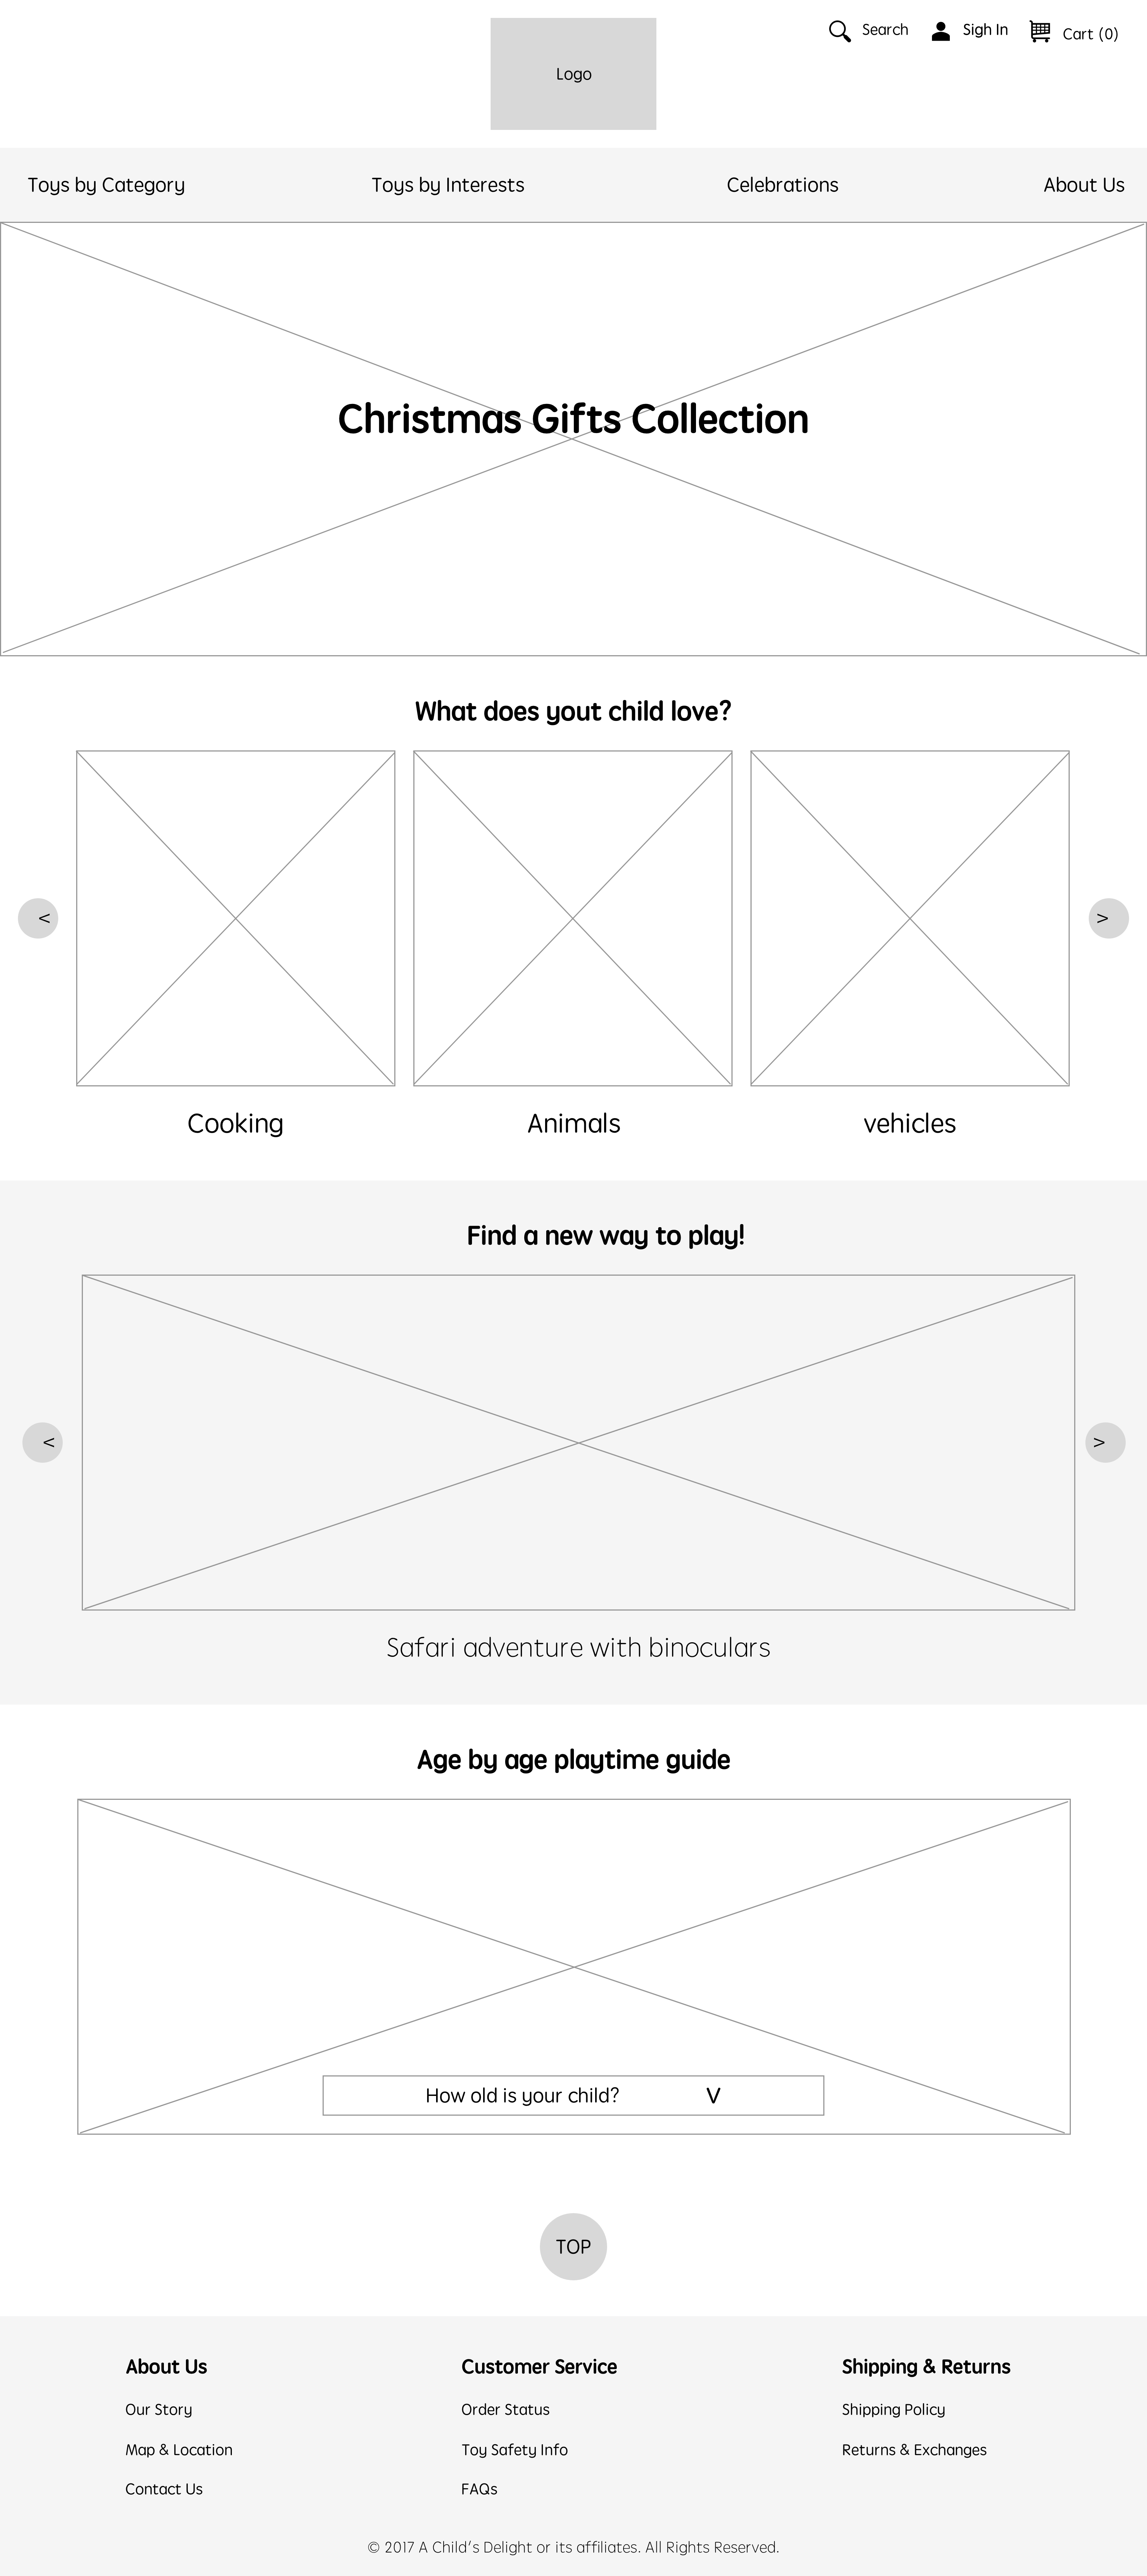 Logo
Search
Sigh In
Cart (0)
Toys by Category
Toys by Interests
Celebrations
About Us
Christmas Gifts Collection
What does yout child love?
<
>
Cooking
Animals
vehicles
Find a new way to play!
<
>
Safari adventure with binoculars
Age by age playtime guide
How old is your child? V
TOP
About Us
Our Story
Map & Location
Contact Us
Customer Service
Order Status
Toy Safety Info
FAQs
Shipping & Returns
Shipping Policy
Returns & Exchanges
© 2017 A Child’s Delight or its affiliates. All Rights Reserved.